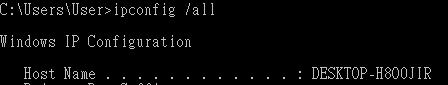 C:\Users\User>ipconfig /all
Windows IP Configuration
Host Name . . . . . . . . . . . . : DESKTOP-H800JIR